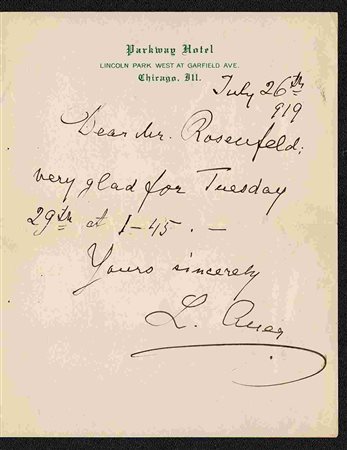 Parkway Hotel
LINCOLN PARK WEST AT GARFIELD AVE.
Chicago, Ill.
July 26th
919
Dear Mr. Rosenfeld;
very glad for Tuesday
29th at 1-45. —
Yours sincerely
L. Auer